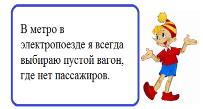 В метро в
электропоезде я всегда
выбираю пустой вагон,
где нет пассажиров.